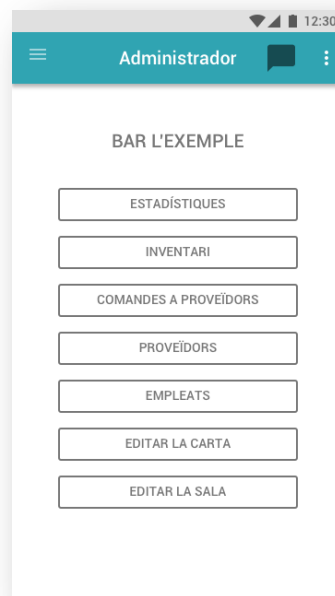 12:30
Administrador
BAR L'EXEMPLE
ESTADÍSTIQUES
INVENTARI
COMANDES A PROVEÏDORS
PROVEÏDORS
EMPLEATS
EDITAR LA CARTA
EDITAR LA SALA